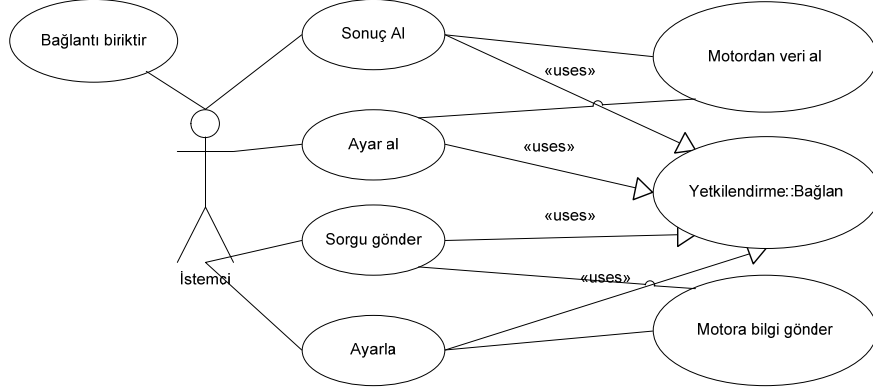 Bağlantı biriktir
Sonuç Al
Motordan veri al
«uses»
Ayar al
«uses»
Yetkilendirme::Bağlan
«uses»
Sorgu gönder
İstemci
«uses»
Motora bilgi gönder
Ayarla